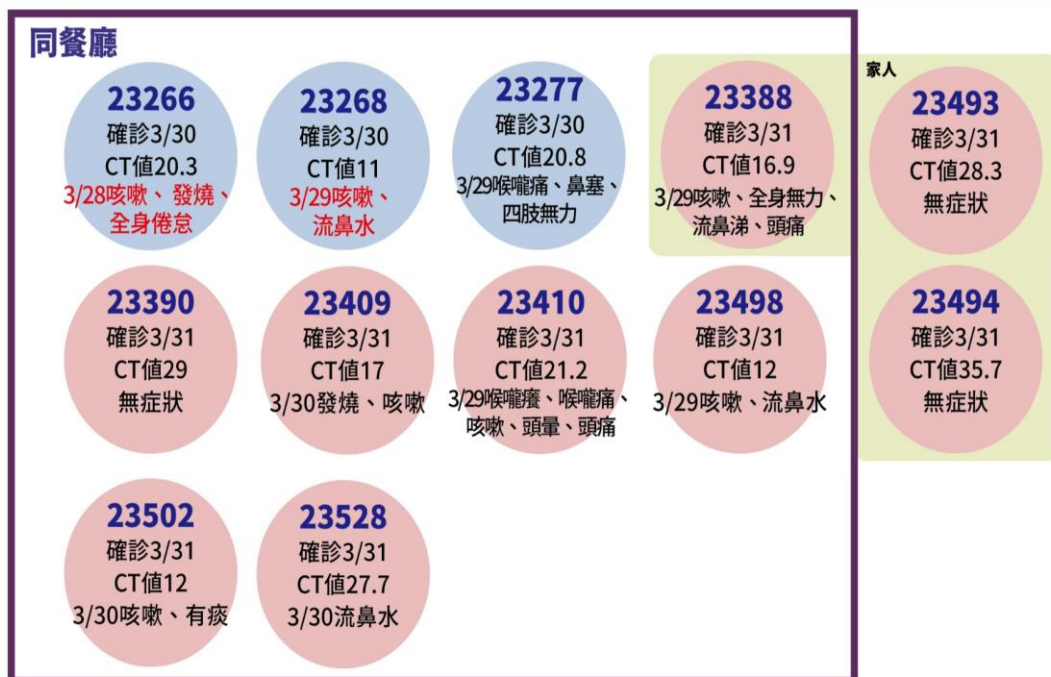 同餐廳
23266
確診3/30
CT值20.3
3/28咳嗽、發燒、
全身倦怠
23268
確診3/30
CT值11
3/29咳嗽、
流鼻水
23277
確診3/30
CT值20.8
3/29喉嚨痛、鼻塞、
四肢無力
23388
確診3/31
CT值16.9
3/29咳嗽、全身無力、
流鼻涕、頭痛
家人
23493
確診3/31
CT值28.3
無症狀
23390
確診3/31
CT值29
無症狀
23409
確診3/31
CT值17
3/30發燒、咳嗽
23410
確診3/31
CT值21.2
3/29喉嚨癢、喉嚨痛、
咳嗽、頭暈、頭痛
23498
確診3/31
CT值12
3/29咳嗽、流鼻水
23494
確診3/31
CT值35.7
無症狀
23502
確診3/31
CT值12
3/30咳嗽、有痰
23528
確診3/31
CT值27.7
3/30流鼻水